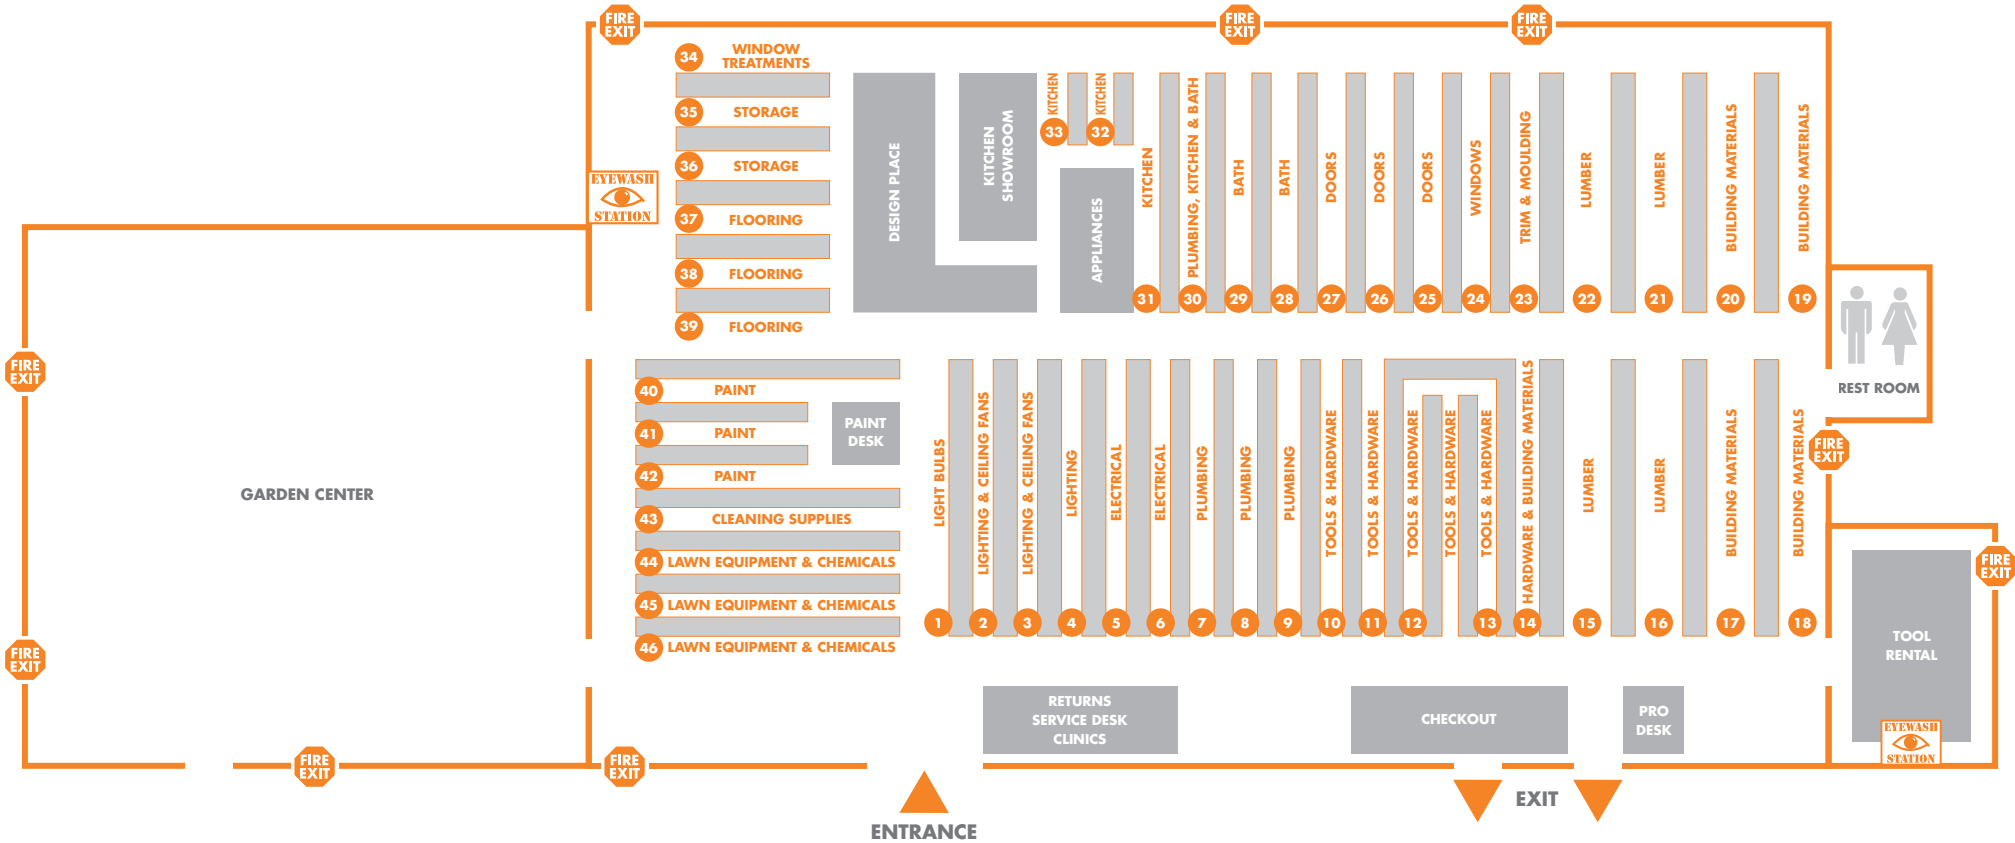 FIRE
EXIT
FIRE
EXIT
FIRE
EXIT
34
WINDOW
TREATMENTS
35
STORAGE
36
STORAGE
37
FLOORING
38
FLOORING
39
FLOORING
EYEWASH
STATION
DESIGN PLACE
KITCHEN
SHOWROOM
KITCHEN
33
KITCHEN
32
APPLIANCES
KITCHEN
31
PLUMBING, KITCHEN & BATH
30
BATH
29
BATH
28
DOORS
27
DOORS
26
DOORS
25
WINDOWS
24
TRIM & MOULDING
23
LUMBER
22
LUMBER
21
BUILDING MATERIALS
20
BUILDING MATERIALS
19
REST ROOM
FIRE
EXIT
FIRE
EXIT
GARDEN CENTER
FIRE
EXIT
FIRE
EXIT
40
PAINT
41
PAINT
42
PAINT
43
CLEANING SUPPLIES
44
LAWN EQUIPMENT & CHEMICALS
45
LAWN EQUIPMENT & CHEMICALS
46
LAWN EQUIPMENT & CHEMICALS
PAINT
DESK
LIGHT BULBS
1
LIGHTING & CEILING FANS
2
LIGHTING & CEILING FANS
3
LIGHTING
4
ELECTRICAL
5
ELECTRICAL
6
PLUMBING
7
PLUMBING
8
PLUMBING
9
TOOLS & HARDWARE
10
TOOLS & HARDWARE
11
TOOLS & HARDWARE
12
TOOLS & HARDWARE
TOOLS & HARDWARE
13
HARDWARE & BUILDING MATERIALS
14
LUMBER
15
LUMBER
16
BUILDING MATERIALS
17
BUILDING MATERIALS
18
FIRE
EXIT
TOOL
RENTAL
EYEWASH
STATION
RETURNS
SERVICE DESK
CLINICS
CHECKOUT
PRO
DESK
FIRE
EXIT
FIRE
EXIT
ENTRANCE
EXIT